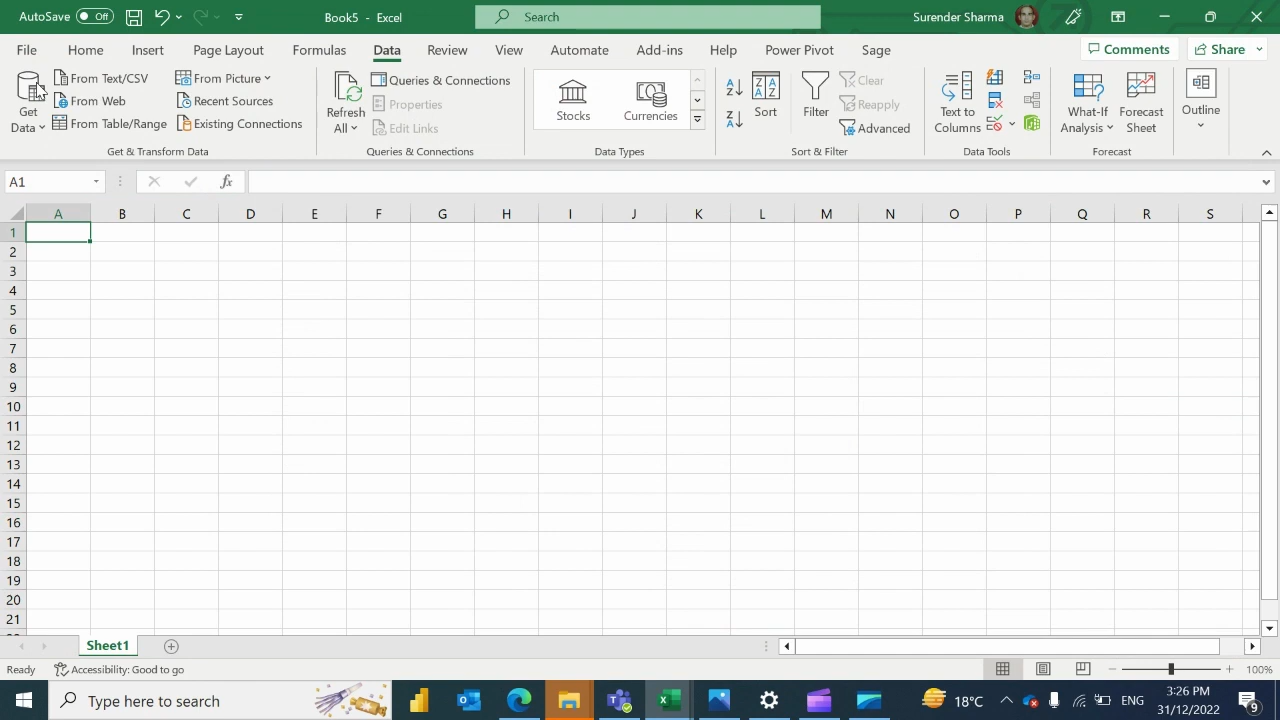 AutoSave Off Book5 - Excel Search Surender Sharma
File Home Insert Page Layout Formulas Data Review View Automate Add-ins Help Power Pivot Sage Comments Share
Get Data
From Text/CSV
From Web
From Table/Range
From Picture
Recent Sources
Existing Connections
Get & Transform Data
Refresh All
Queries & Connections
Properties
Edit Links
Queries & Connections
Stocks
Currencies
Data Types
Sort
Filter
Clear
Reapply
Advanced
Sort & Filter
Text to Columns
Data Tools
What-If Analysis
Forecast Sheet
Forecast
Outline
A1 fx
A B C D E F G H I J K L M N O P Q R S
1
2
3
4
5
6
7
8
9
10
11
12
13
14
15
16
17
18
19
20
21
Sheet1
Ready Accessibility: Good to go 100%
Type here to search 18°C ENG 3:26 PM
31/12/2022 9